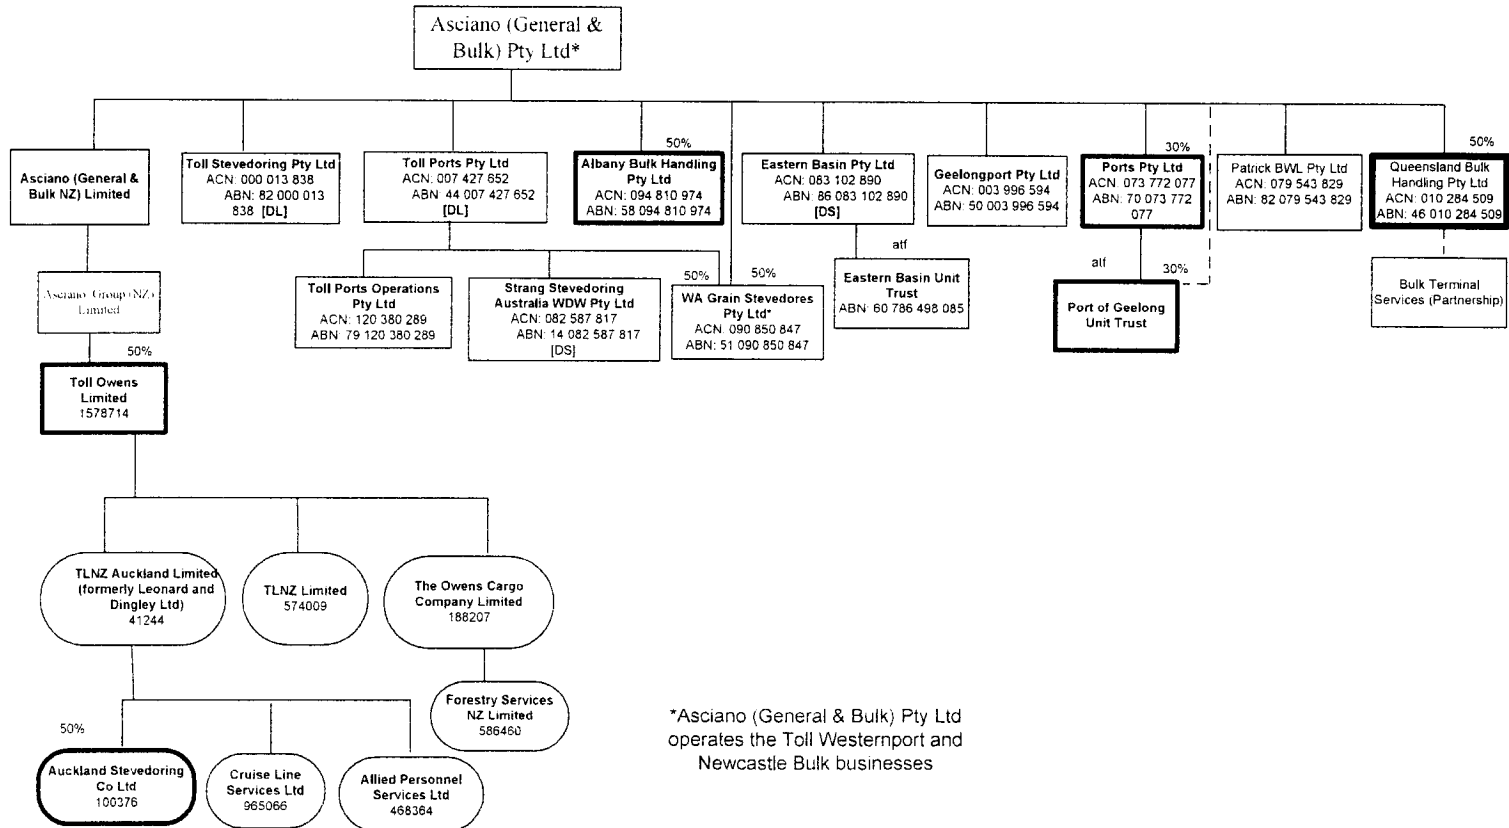 Asciano (General &
Bulk) Pty Ltd*
Asciano (General &
Bulk NZ) Limited
Toll Stevedoring Pty Ltd
ACN: 000 013 838
ABN: 82 000 013
838 [DL]
Toll Ports Pty Ltd
ACN: 007 427 652
ABN: 44 007 427 652
[DL]
50%
Albany Bulk Handling
Pty Ltd
ACN: 094 810 974
ABN: 58 094 810 974
Eastern Basin Pty Ltd
ACN: 083 102 890
ABN: 86 083 102 890
[DS]
Geelongport Pty Ltd
ACN: 003 996 594
ABN: 50 003 996 594
30%
Ports Pty Ltd
ACN: 073 772 077
ABN: 70 073 772
077
Patrick BWL Pty Ltd
ACN: 079 543 829
ABN: 82 079 543 829
50%
Queensland Bulk
Handling Pty Ltd
ACN: 010 284 509
ABN: 46 010 284 509
Asciano Group (NZ)
Limited
Toll Ports Operations
Pty Ltd
ACN: 120 380 289
ABN: 79 120 380 289
Strang Stevedoring
Australia WDW Pty Ltd
ACN: 082 587 817
ABN: 14 082 587 817
[DS]
50%
50%
WA Grain Stevedores
Pty Ltd*
ACN: 090 850 847
ABN: 51 090 850 847
atf
Eastern Basin Unit
Trust
ABN: 60 786 498 085
atf
30%
Port of Geelong
Unit Trust
Bulk Terminal
Services (Partnership)
50%
Toll Owens
Limited
1578714
TLNZ Auckland Limited
(formerly Leonard and
Dingley Ltd)
41244
TLNZ Limited
574009
The Owens Cargo
Company Limited
188207
Forestry Services
NZ Limited
586460
50%
Auckland Stevedoring
Co Ltd
100376
Cruise Line
Services Ltd
965066
Allied Personnel
Services Ltd
468364
*Asciano (General & Bulk) Pty Ltd
operates the Toll Westernport and
Newcastle Bulk businesses